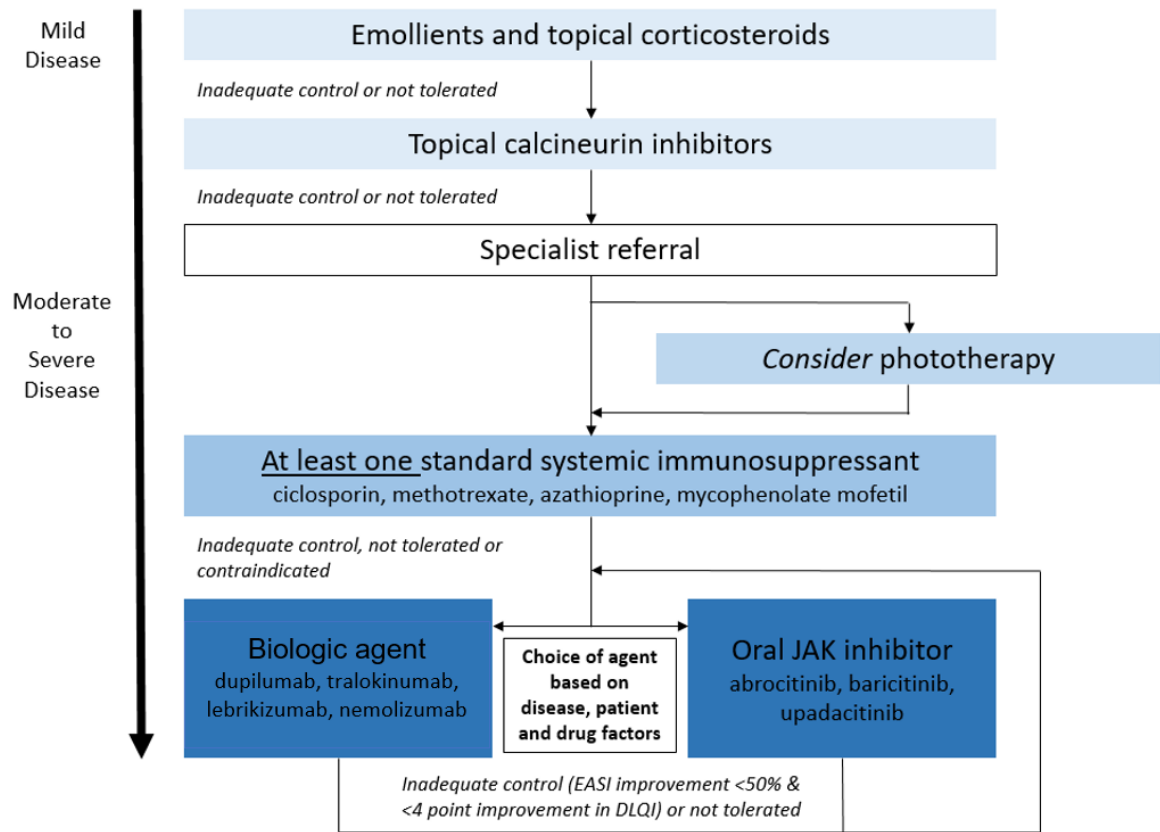 Mild
Disease
Emollients and topical corticosteroids
Inadequate control or not tolerated
Topical calcineurin inhibitors
Inadequate control or not tolerated
Specialist referral
Moderate
to
Severe
Disease
Consider phototherapy
At least one standard systemic immunosuppressant
ciclosporin, methotrexate, azathioprine, mycophenolate mofetil
Inadequate control, not tolerated or
contraindicated
Biologic agent
dupilumab, tralokinumab,
lebrikizumab, nemolizumab
Choice of agent
based on
disease, patient
and drug factors
Oral JAK inhibitor
abrocitinib, baricitinib,
upadacitinib
Inadequate control (EASI improvement <50% &
<4 point improvement in DLQI) or not tolerated